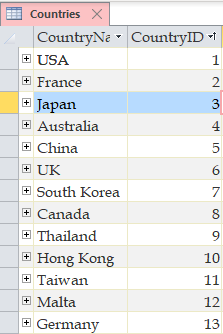 Countries
CountryNa CountryID
USA 1
France 2
Japan 3
Australia 4
China 5
UK 6
South Korea 7
Canada 8
Thailand 9
Hong Kong 10
Taiwan 11
Malta 12
Germany 13